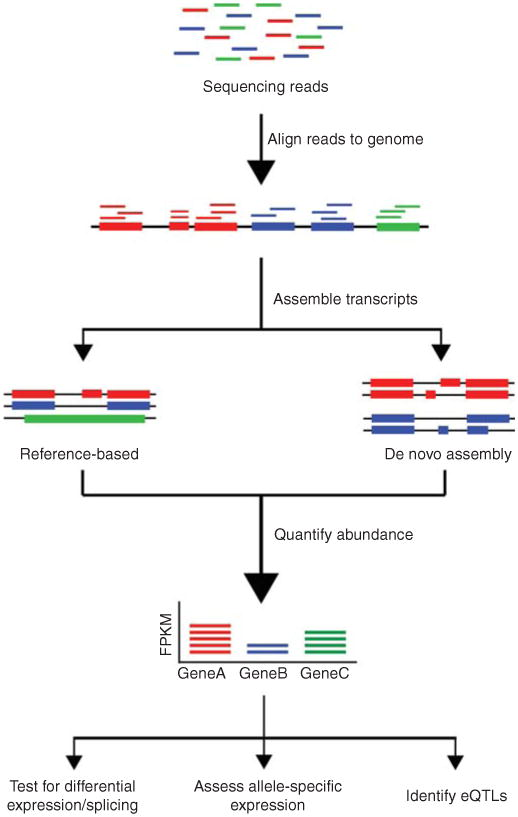 Sequencing reads
Align reads to genome
Assemble transcripts
Reference-based
De novo assembly
Quantify abundance
FPKM
GeneA GeneB GeneC
Test for differential
expression/splicing
Assess allele-specific
expression
Identify eQTLs